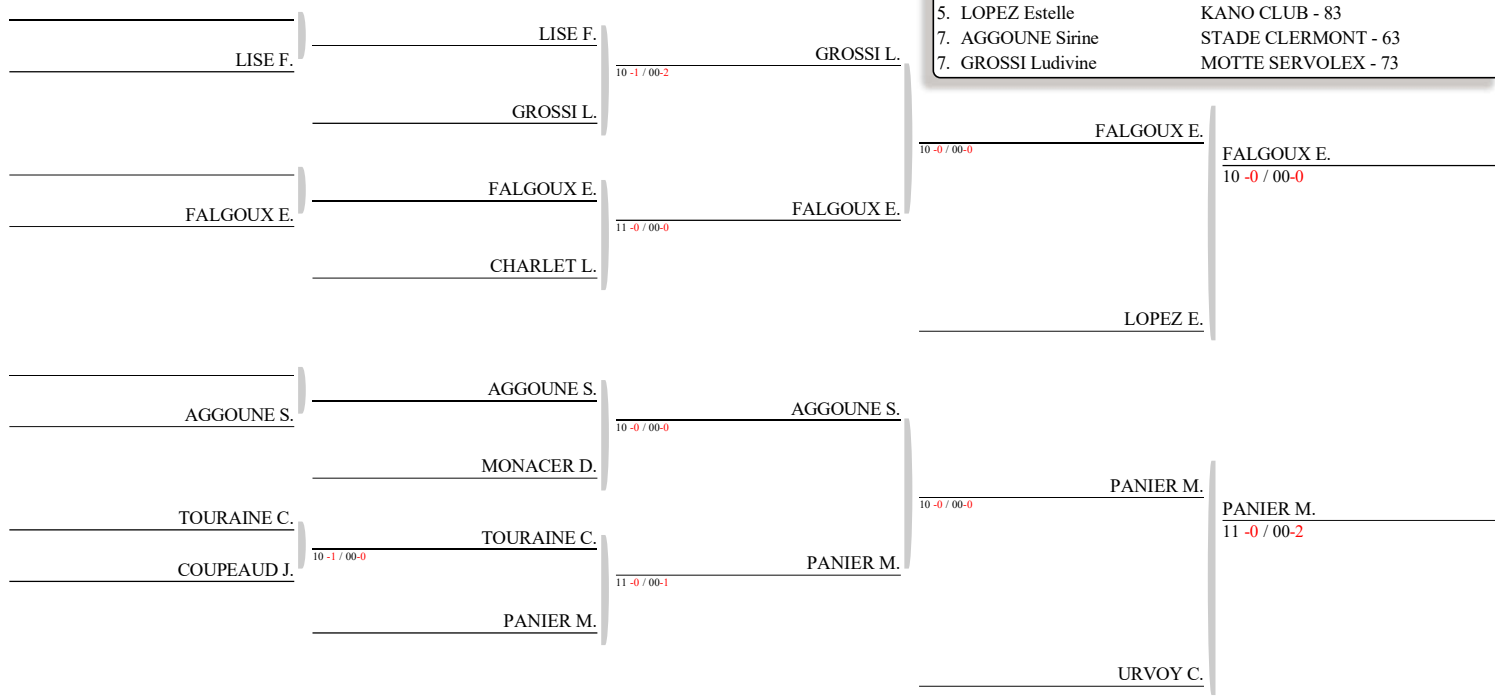 5. LOPEZ Estelle KANO CLUB - 83
7. AGGOUNE Sirine STADE CLERMONT - 63
7. GROSSI Ludivine MOTTE SERVOLEX - 73
LISE F.
LISE F.
GROSSI L.
10 -1 / 00-2
GROSSI L.
FALGOUX E.
10 -0 / 00-0
FALGOUX E.
10 -0 / 00-0
FALGOUX E.
FALGOUX E.
FALGOUX E.
11 -0 / 00-0
CHARLET L.
LOPEZ E.
AGGOUNE S.
AGGOUNE S.
AGGOUNE S.
10 -0 / 00-0
MONACER D.
PANIER M.
10 -0 / 00-0
PANIER M.
11 -0 / 00-2
TOURAINE C.
TOURAINE C.
10 -1 / 00-0
COUPEAUD J.
PANIER M.
11 -0 / 00-1
PANIER M.
URVOY C.